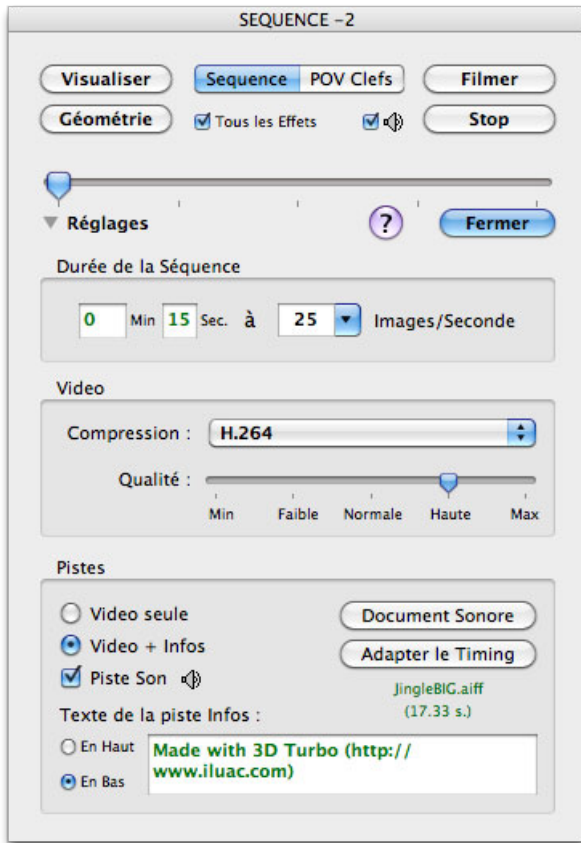 SEQUENCE -2
Visualiser Sequence POV Clefs Filmer
Géométrie Tous les Effets Stop
Réglages ? Fermer
Durée de la Séquence
0 Min 15 Sec. à 25 Images/Seconde
Video
Compression : H.264
Qualité :
Min Faible Normale Haute Max
Pistes
Video seule Document Sonore
Video + Infos Adapter le Timing
Piste Son JingleBIG.aiff
Texte de la piste Infos : (17.33 s.)
En Haut Made with 3D Turbo (http://
En Bas www.iluac.com)